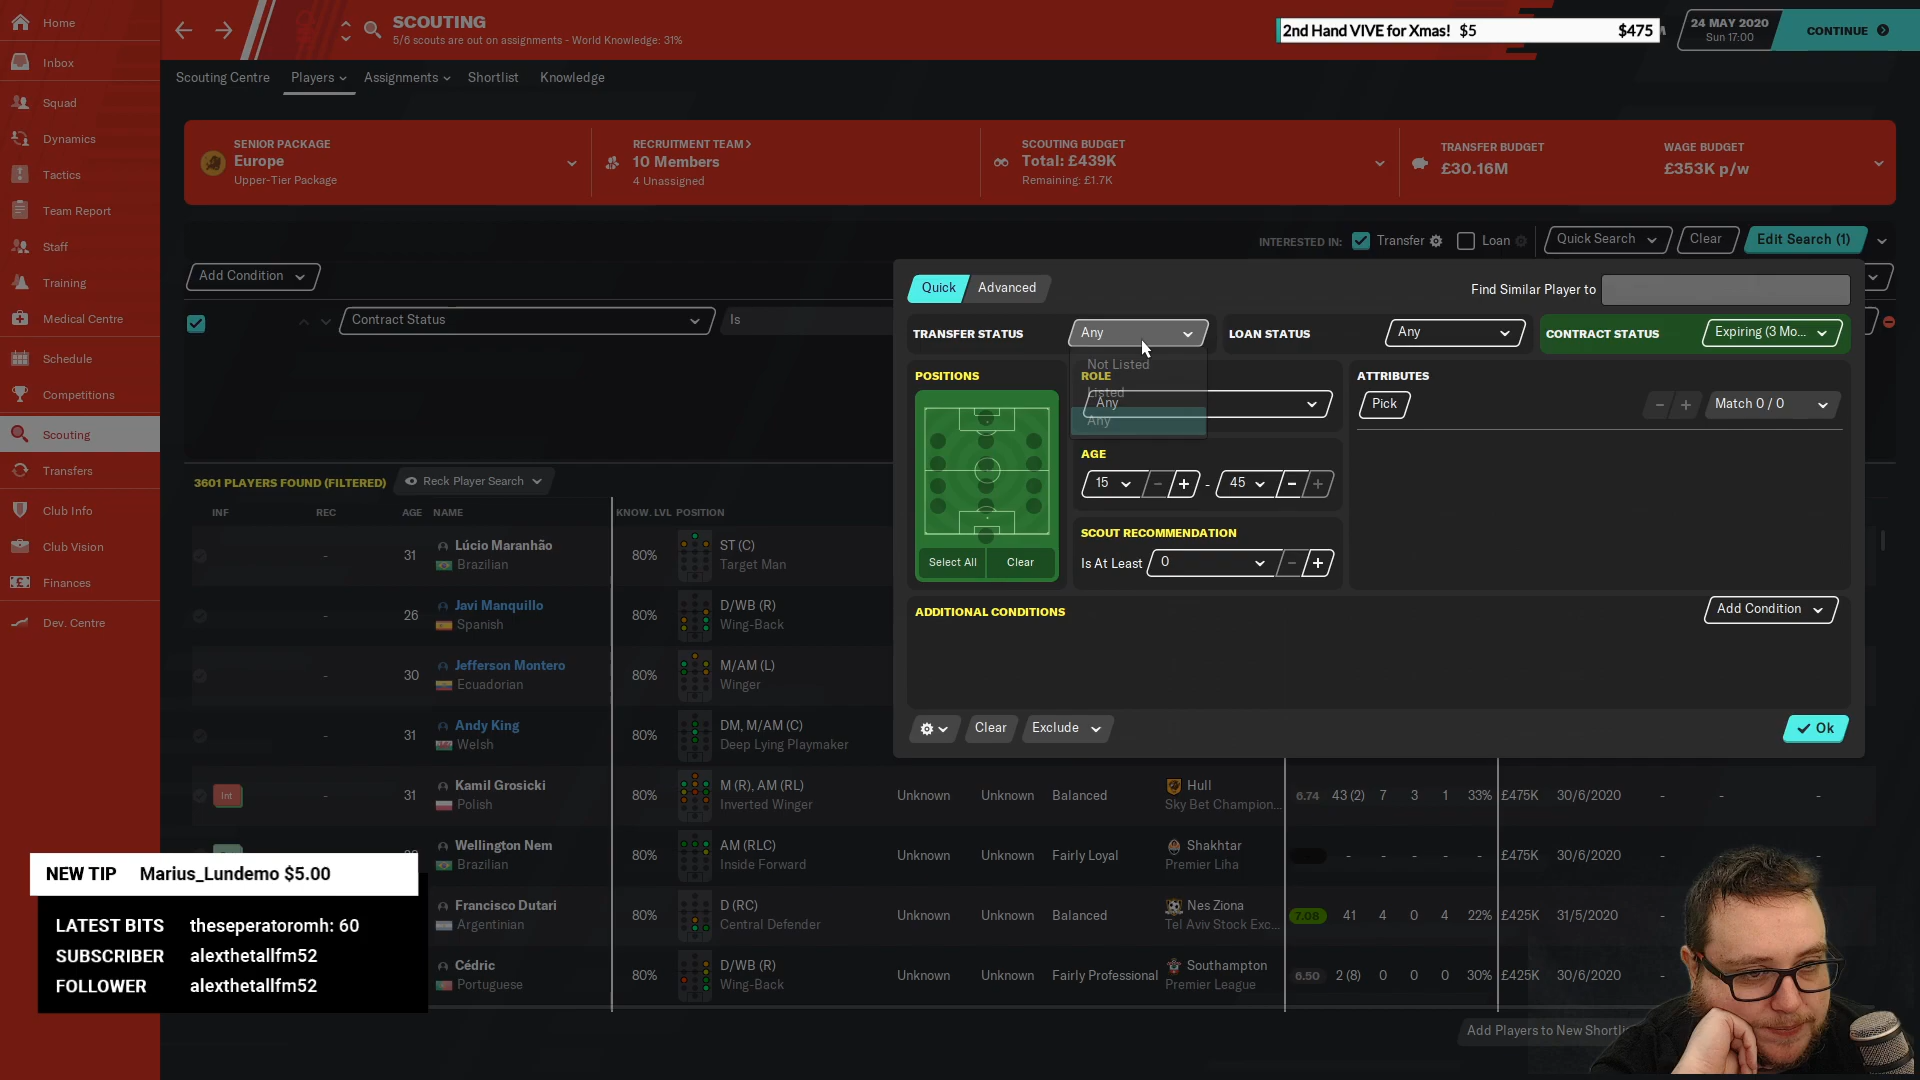 Home
Inbox
Squad
Dynamics
Tactics
Team Report
Staff
Training
Medical Centre
Schedule
Competitions
Scouting
Transfers
Club Info
Club Vision
Finances
Dev. Centre
SCOUTING
5/6 scouts are out on assignments - World Knowledge: 31%
2nd Hand VIVE for Xmas! $5 $475
24 MAY 2020
Sun 17:00
CONTINUE
Scouting Centre Players Assignments Shortlist Knowledge
SENIOR PACKAGE
Europe
Upper-Tier Package
RECRUITMENT TEAM>
10 Members
4 Unassigned
SCOUTING BUDGET
Total: £439K
Remaining: £1.7K
TRANSFER BUDGET
£30.16M
WAGE BUDGET
£353K p/w
INTERESTED IN: Transfer Loan Quick Search Clear Edit Search (1)
Add Condition
Contract Status Is
Quick Advanced Find Similar Player to
TRANSFER STATUS Any LOAN STATUS Any CONTRACT STATUS Expiring (3 Mo...
Not Listed
Listed
Any
POSITIONS
Select All Clear
ROLE
Any
AGE
15 - + - 45 - +
SCOUT RECOMMENDATION
Is At Least 0 - +
ATTRIBUTES
Pick - + Match 0 / 0
ADDITIONAL CONDITIONS Add Condition
Clear Exclude Ok
3601 PLAYERS FOUND (FILTERED) Reck Player Search
INF REC AGE NAME KNOW. LVL POSITION
- 31 Lúcio Maranhão 80% ST (C)
Brazilian Target Man
- 26 Javi Manquillo 80% D/WB (R)
Spanish Wing-Back
- 30 Jefferson Montero 80% M/AM (L)
Ecuadorian Winger
- 31 Andy King 80% DM, M/AM (C)
Welsh Deep Lying Playmaker
Int - 31 Kamil Grosicki 80% M (R), AM (RL) Unknown Unknown Balanced Hull 6.74 43 (2) 7 3 1 33% £475K 30/6/2020 - - -
Polish Inverted Winger Sky Bet Champion...
Wellington Nem 80% AM (RLC) Unknown Unknown Fairly Loyal Shakhtar - - - - - - £475K 30/6/2020 - - -
Brazilian Inside Forward Premier Liha
Francisco Dutari 80% D (RC) Unknown Unknown Balanced Nes Ziona 7.08 41 4 0 4 22% £425K 31/5/2020 -
Argentinian Central Defender Tel Aviv Stock Exc...
Cédric 80% D/WB (R) Unknown Unknown Fairly Professional Southampton 6.50 2 (8) 0 0 0 30% £425K 30/6/2020 -
Portuguese Wing-Back Premier League
Add Players to New Shortli
NEW TIP Marius_Lundemo $5.00
LATEST BITS theseperatoromh: 60
SUBSCRIBER alexthetallfm52
FOLLOWER alexthetallfm52